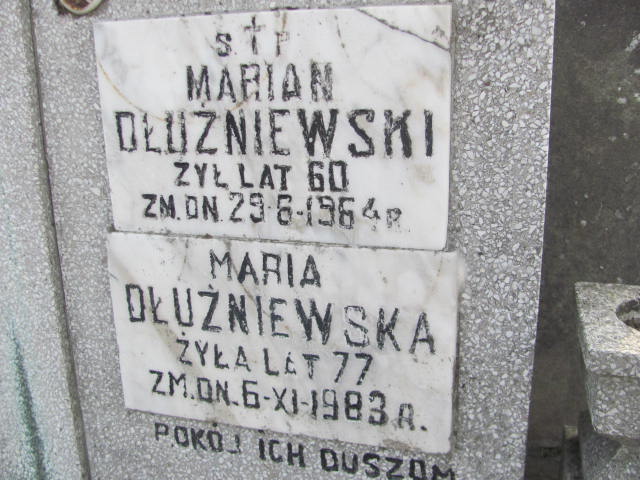 S † P
MARIAN
DŁUŻNIEWSKI
ŻYŁ LAT 60
ZM. DN. 29-6-1964 R
MARIA
DŁUŻNIEWSKA
ŻYŁA LAT 77
ZM. DN. 6-XI-1983 R.
POKÓJ ICH DUSZOM